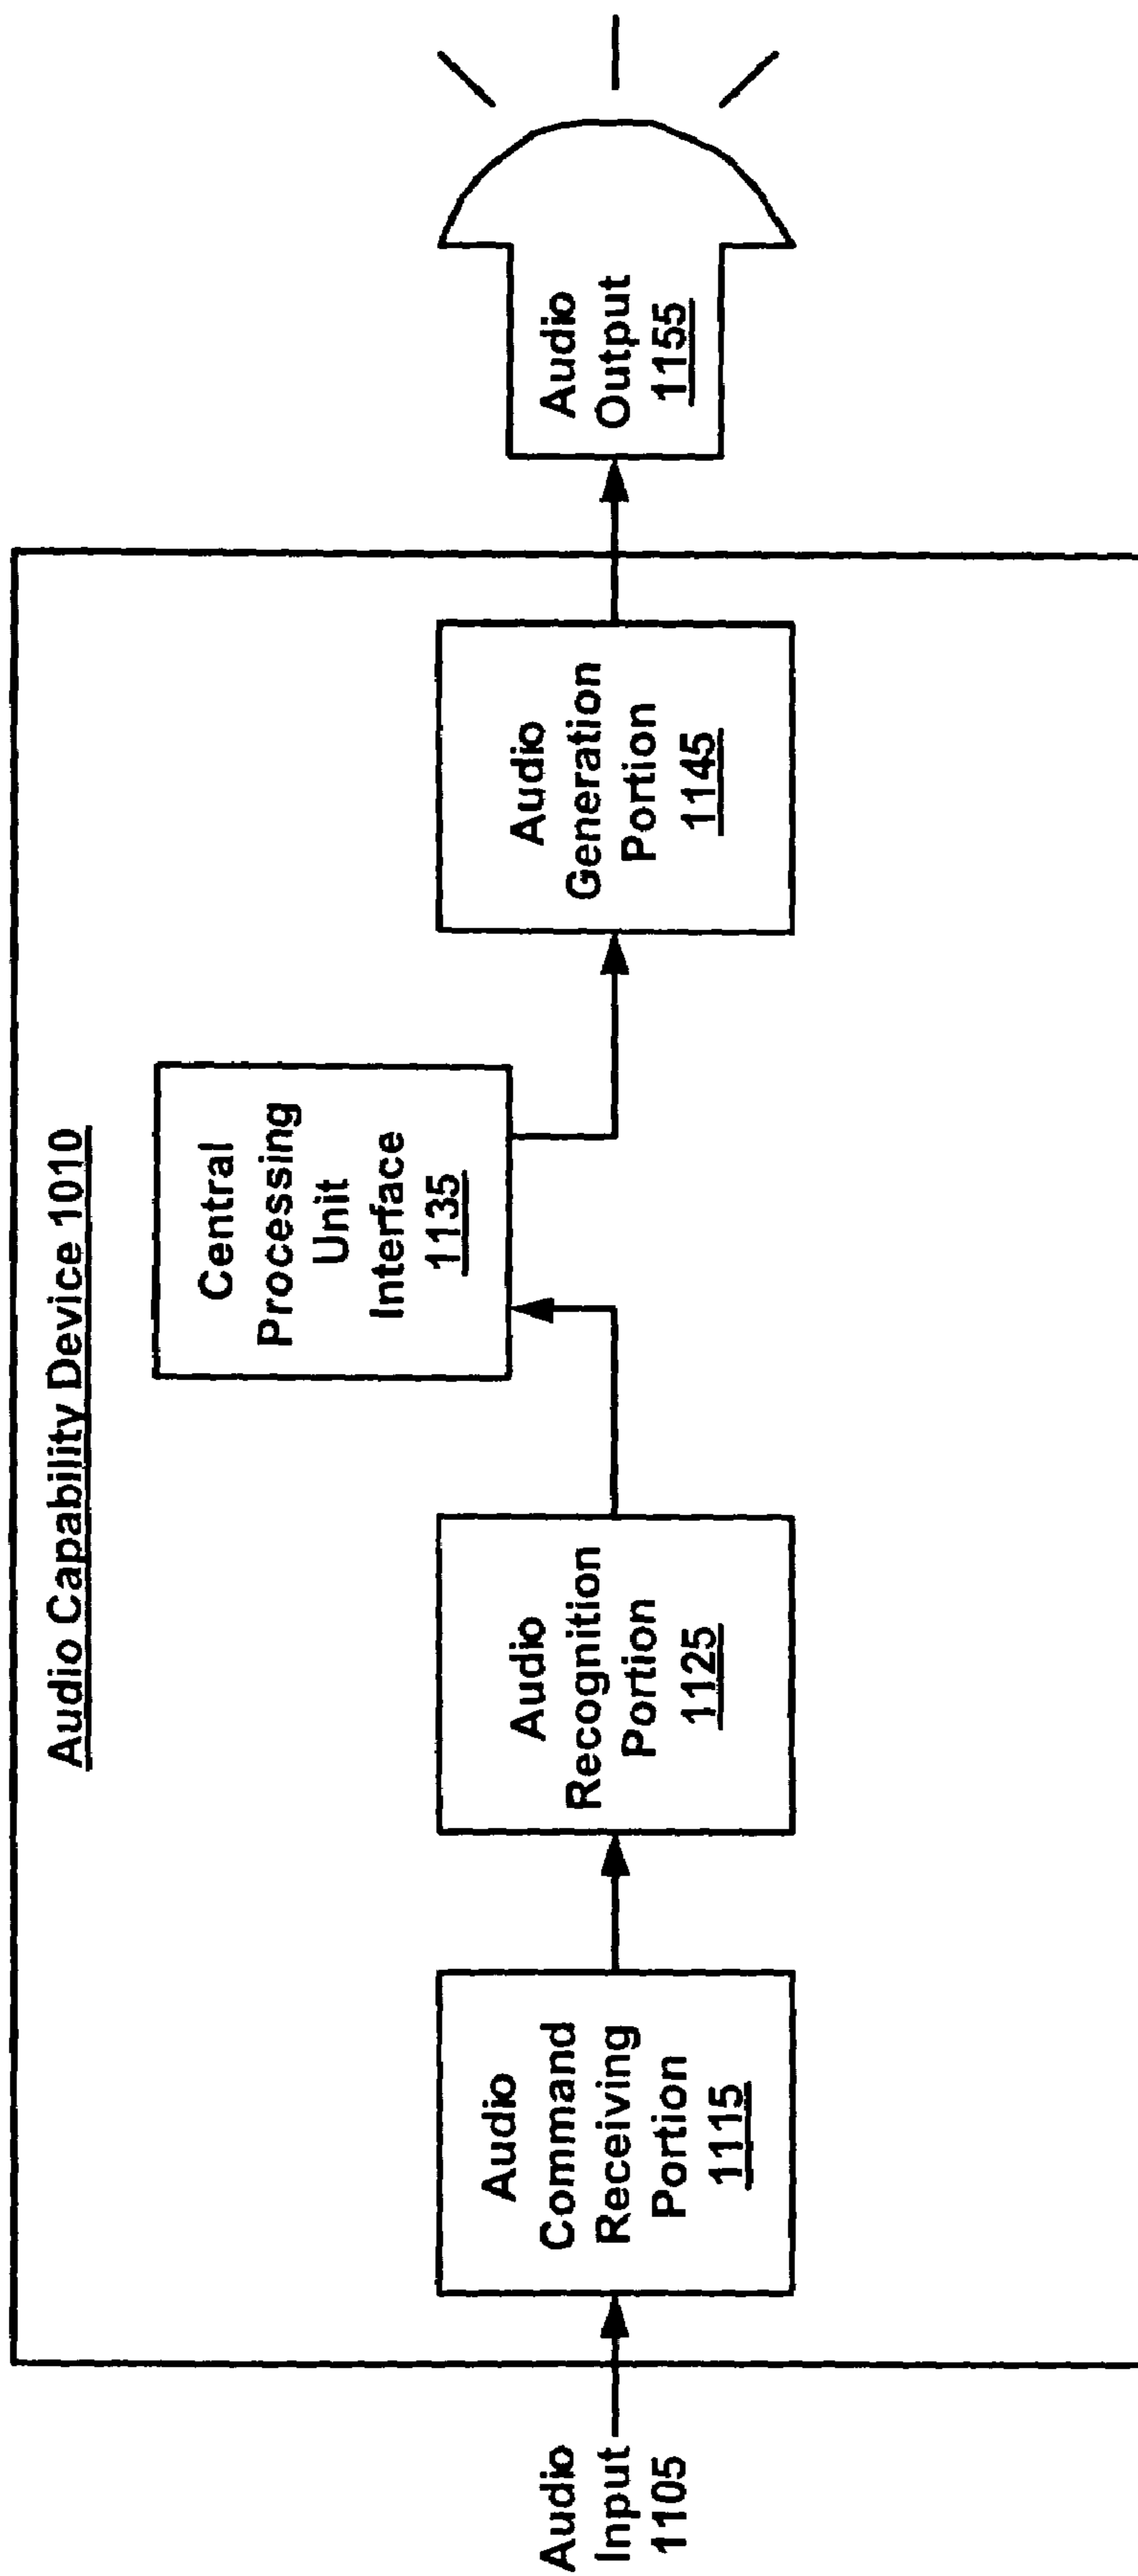 Audio Capability Device 1010
Audio
Input
1105
Audio
Command
Receiving
Portion
1115
Audio
Recognition
Portion
1125
Central
Processing
Unit
Interface
1135
Audio
Generation
Portion
1145
Audio
Output
1155